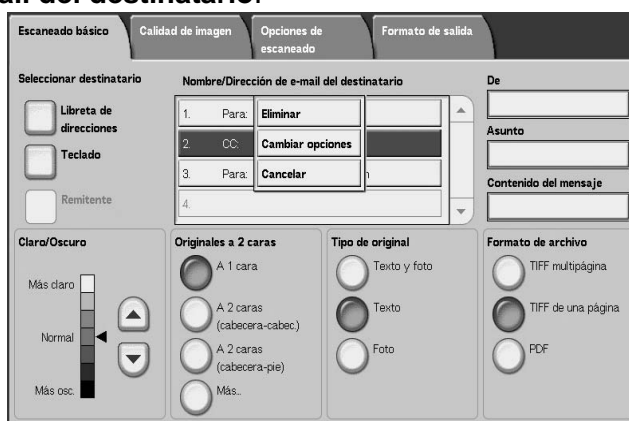 ail del destinatario.
Escaneado básico
Calidad de imagen
Opciones de
escaneado
Formato de salida
Seleccionar destinatario
Nombre/Dirección de e-mail del destinatario
De
Libreta de
direcciones
1. Para: Eliminar
Asunto
2. CC: Cambiar opciones
Teclado
3. Para: Cancelar
Contenido del mensaje
Remitente
4.
Claro/Oscuro
Originales a 2 caras
Tipo de original
Formato de archivo
A 1 cara
Texto y foto
TIFF multipágina
Más claro
A 2 caras
(cabecera-cabec.)
Texto
TIFF de una página
Normal
A 2 caras
(cabecera-pie)
Foto
PDF
Más osc.
Más...